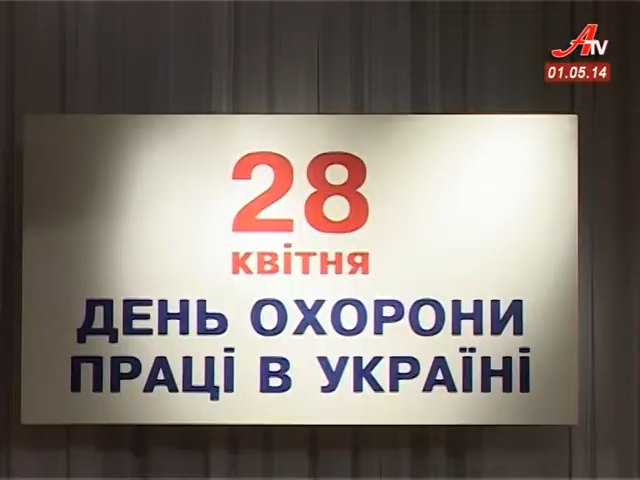 ATV
01.05.14
28
КВІТНЯ
ДЕНЬ ОХОРОНИ
ПРАЦІ В УКРАЇНІ